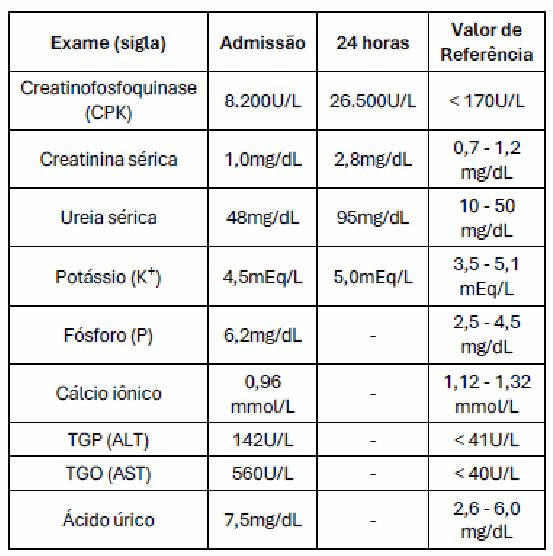 Exame (sigla) Admissão 24 horas Valor de
Referência
Creatinofosfoquinase
(CPK) 8.200U/L 26.500U/L < 170U/L
Creatinina sérica 1,0mg/dL 2,8mg/dL 0,7 - 1,2
mg/dL
Ureia sérica 48mg/dL 95mg/dL 10 - 50
mg/dL
Potássio (K⁺) 4,5mEq/L 5,0mEq/L 3,5 - 5,1
mEq/L
Fósforo (P) 6,2mg/dL - 2,5 - 4,5
mg/dL
Cálcio iônico 0,96
mmol/L - 1,12 - 1,32
mmol/L
TGP (ALT) 142U/L - < 41U/L
TGO (AST) 560U/L - < 40U/L
Ácido úrico 7,5mg/dL - 2,6 - 6,0
mg/dL